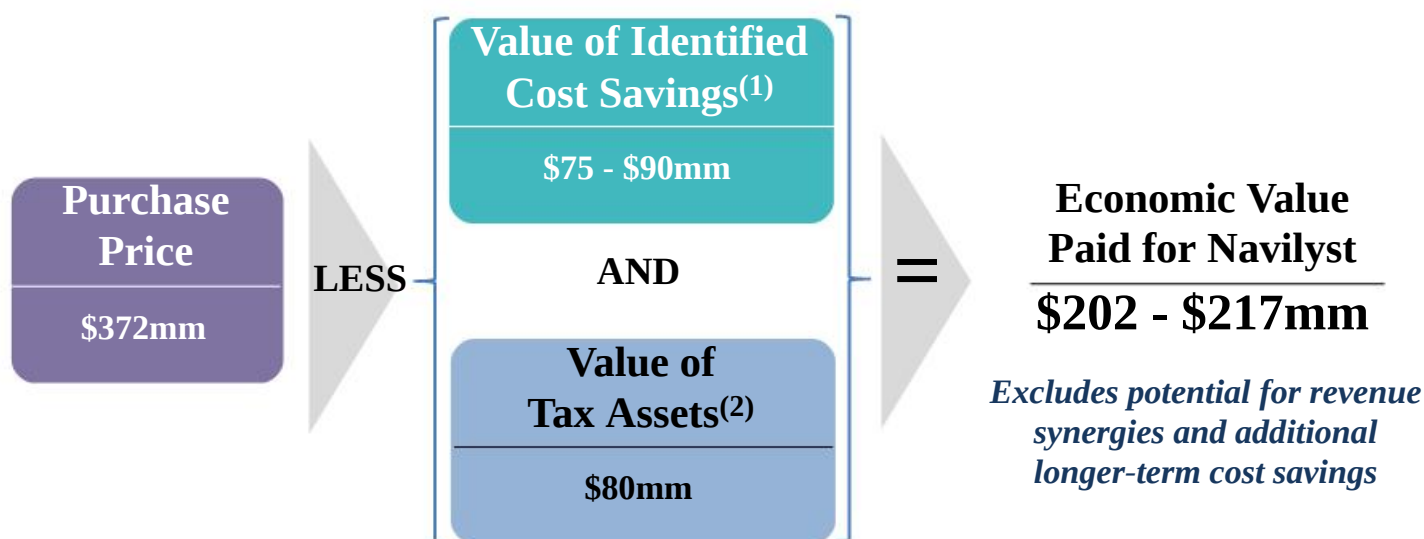 Purchase
Price
$372mm
LESS
Value of Identified
Cost Savings(1)
$75 - $90mm
AND
Value of
Tax Assets(2)
$80mm
=
Economic Value
Paid for Navilyst
$202 - $217mm
Excludes potential for revenue
synergies and additional
longer-term cost savings